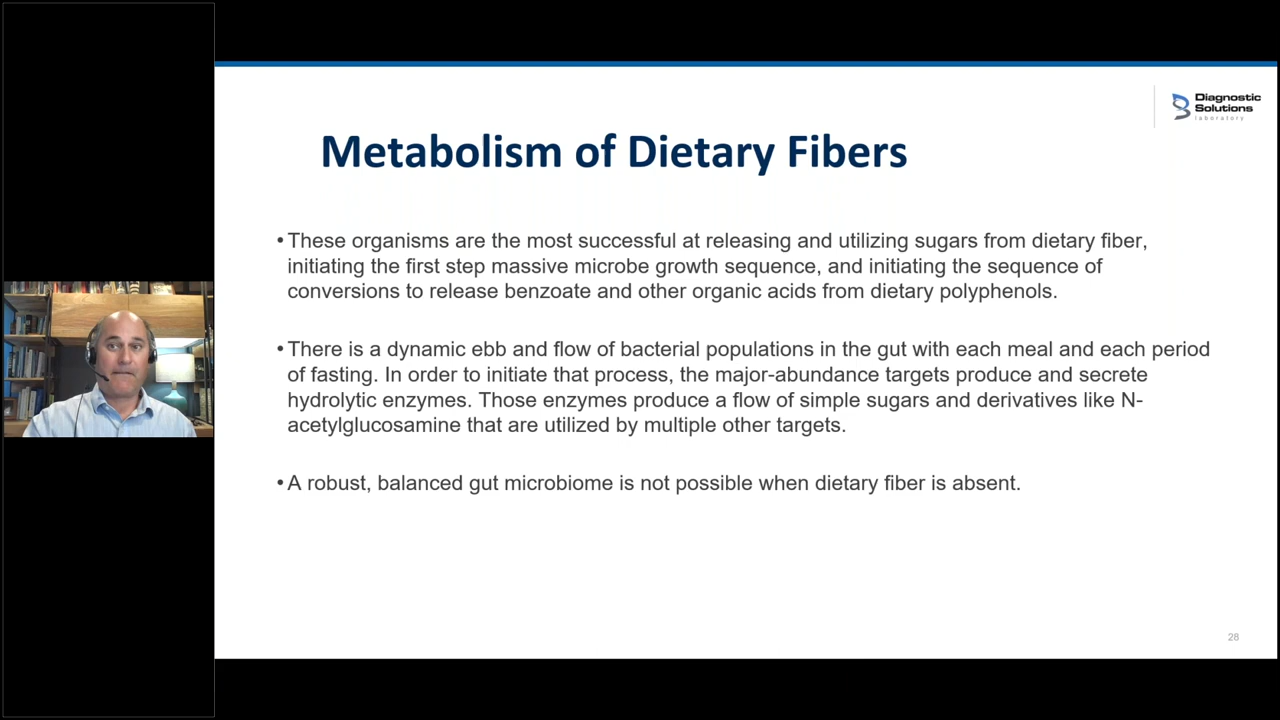 Diagnostic
Solutions
laboratory
Metabolism of Dietary Fibers
• These organisms are the most successful at releasing and utilizing sugars from dietary fiber,
initiating the first step massive microbe growth sequence, and initiating the sequence of
conversions to release benzoate and other organic acids from dietary polyphenols.
• There is a dynamic ebb and flow of bacterial populations in the gut with each meal and each period
of fasting. In order to initiate that process, the major-abundance targets produce and secrete
hydrolytic enzymes. Those enzymes produce a flow of simple sugars and derivatives like N-
acetylglucosamine that are utilized by multiple other targets.
• A robust, balanced gut microbiome is not possible when dietary fiber is absent.
28